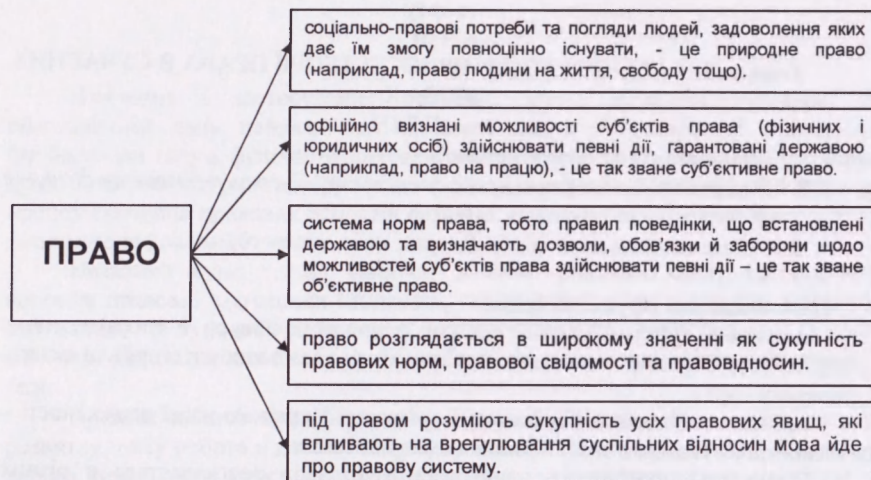 соціально-правові потреби та погляди людей, задоволення яких
дає їм змогу повноцінно існувати, - це природне право
(наприклад, право людини на життя, свободу тощо).
офіційно визнані можливості суб'єктів права (фізичних і
юридичних осіб) здійснювати певні дії, гарантовані державою
(наприклад, право на працю), - це так зване суб'єктивне право.
ПРАВО
система норм права, тобто правил поведінки, що встановлені
державою та визначають дозволи, обов'язки й заборони щодо
можливостей суб'єктів права здійснювати певні дії - це так зване
об'єктивне право.
право розглядається в широкому значенні як сукупність
правових норм, правової свідомості та правовідносин.
під правом розуміють сукупність усіх правових явищ, які
впливають на врегулювання суспільних відносин мова йде
про правову систему.